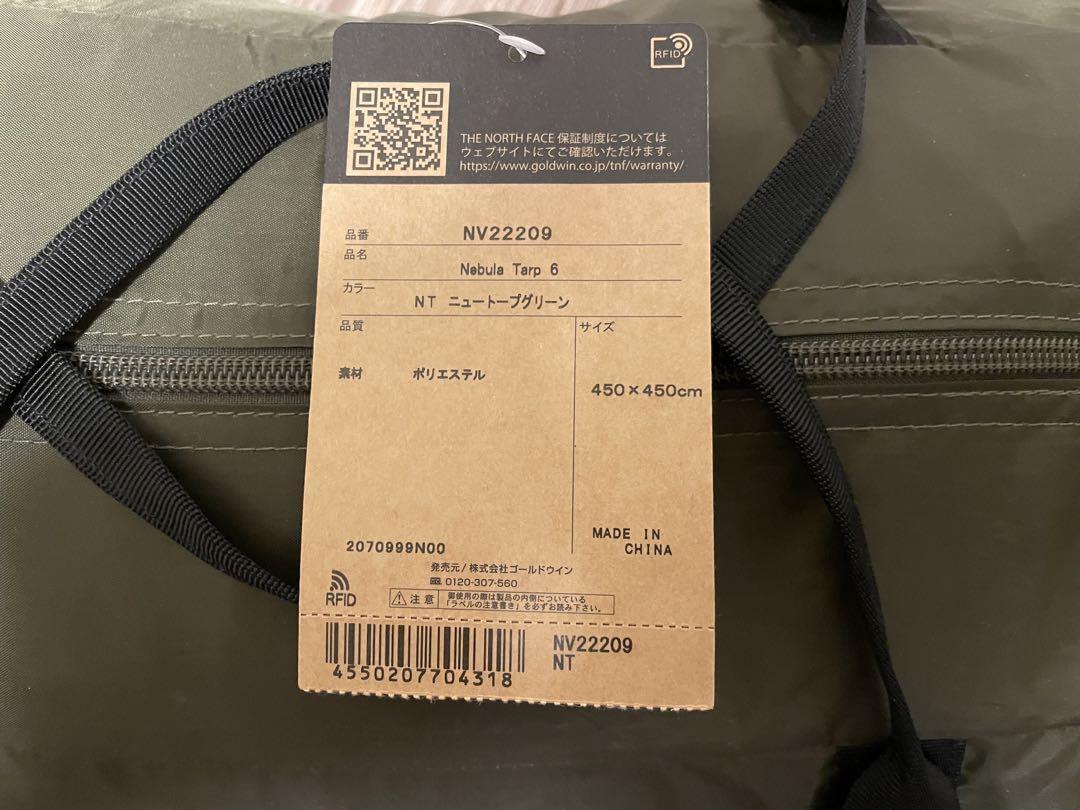 RFID
THE NORTH FACE 保証制度については
ウェブサイトにてご確認いただけます。
https://www.goldwin.co.jp/tnf/warranty/
品番 NV22209
品名 Nebula Tarp 6
カラー NT ニュートープグリーン
品質 サイズ
素材 ポリエステル
450×450cm
MADE IN
CHINA
2070999N00
発売元/株式会社ゴールドウイン
0120-307-560
RFID
注意 御使用の際は製品の内側についている
「ラベルの注意書き」を必ずお読み下さい。
4550207704318
NV22209
NT